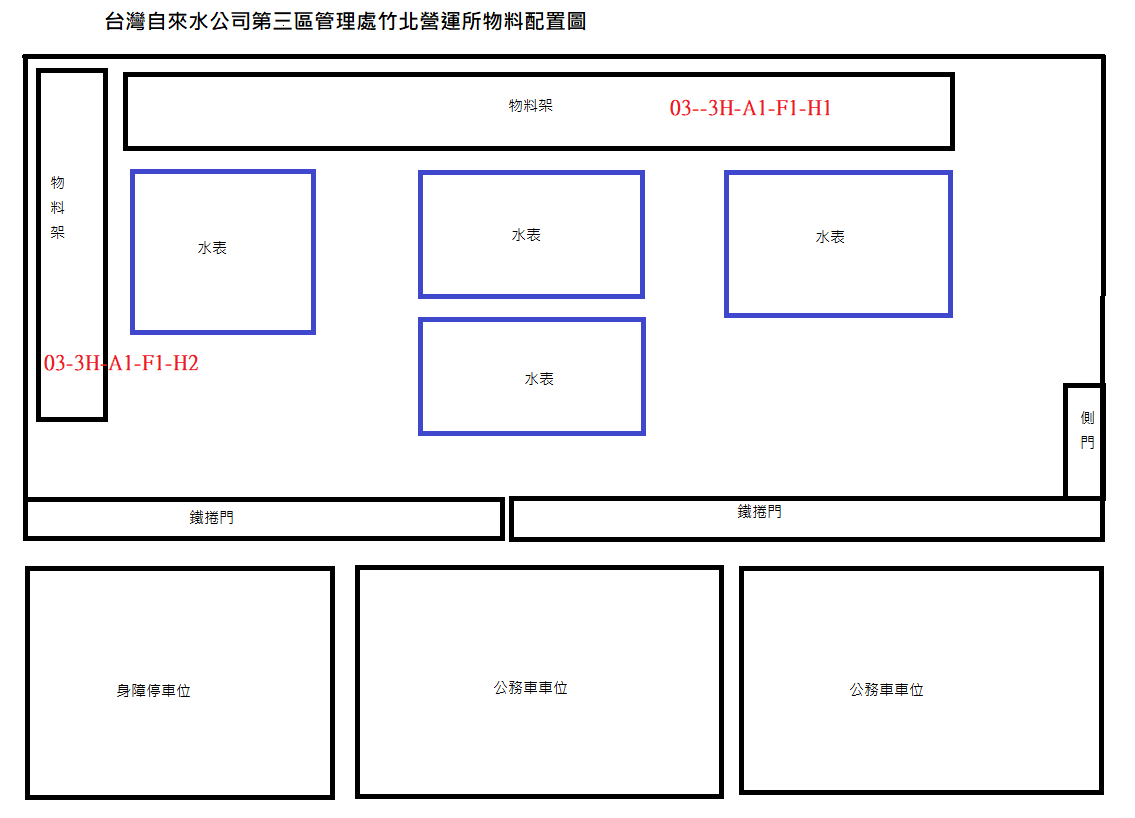 台灣自來水公司第三區管理處竹北營運所物料配置圖
物料架
03--3H-A1-F1-H1
物
料
架
水表
水表
水表
03-3H-A1-F1-H2
水表
側
門
鐵捲門
鐵捲門
身障停車位
公務車車位
公務車車位